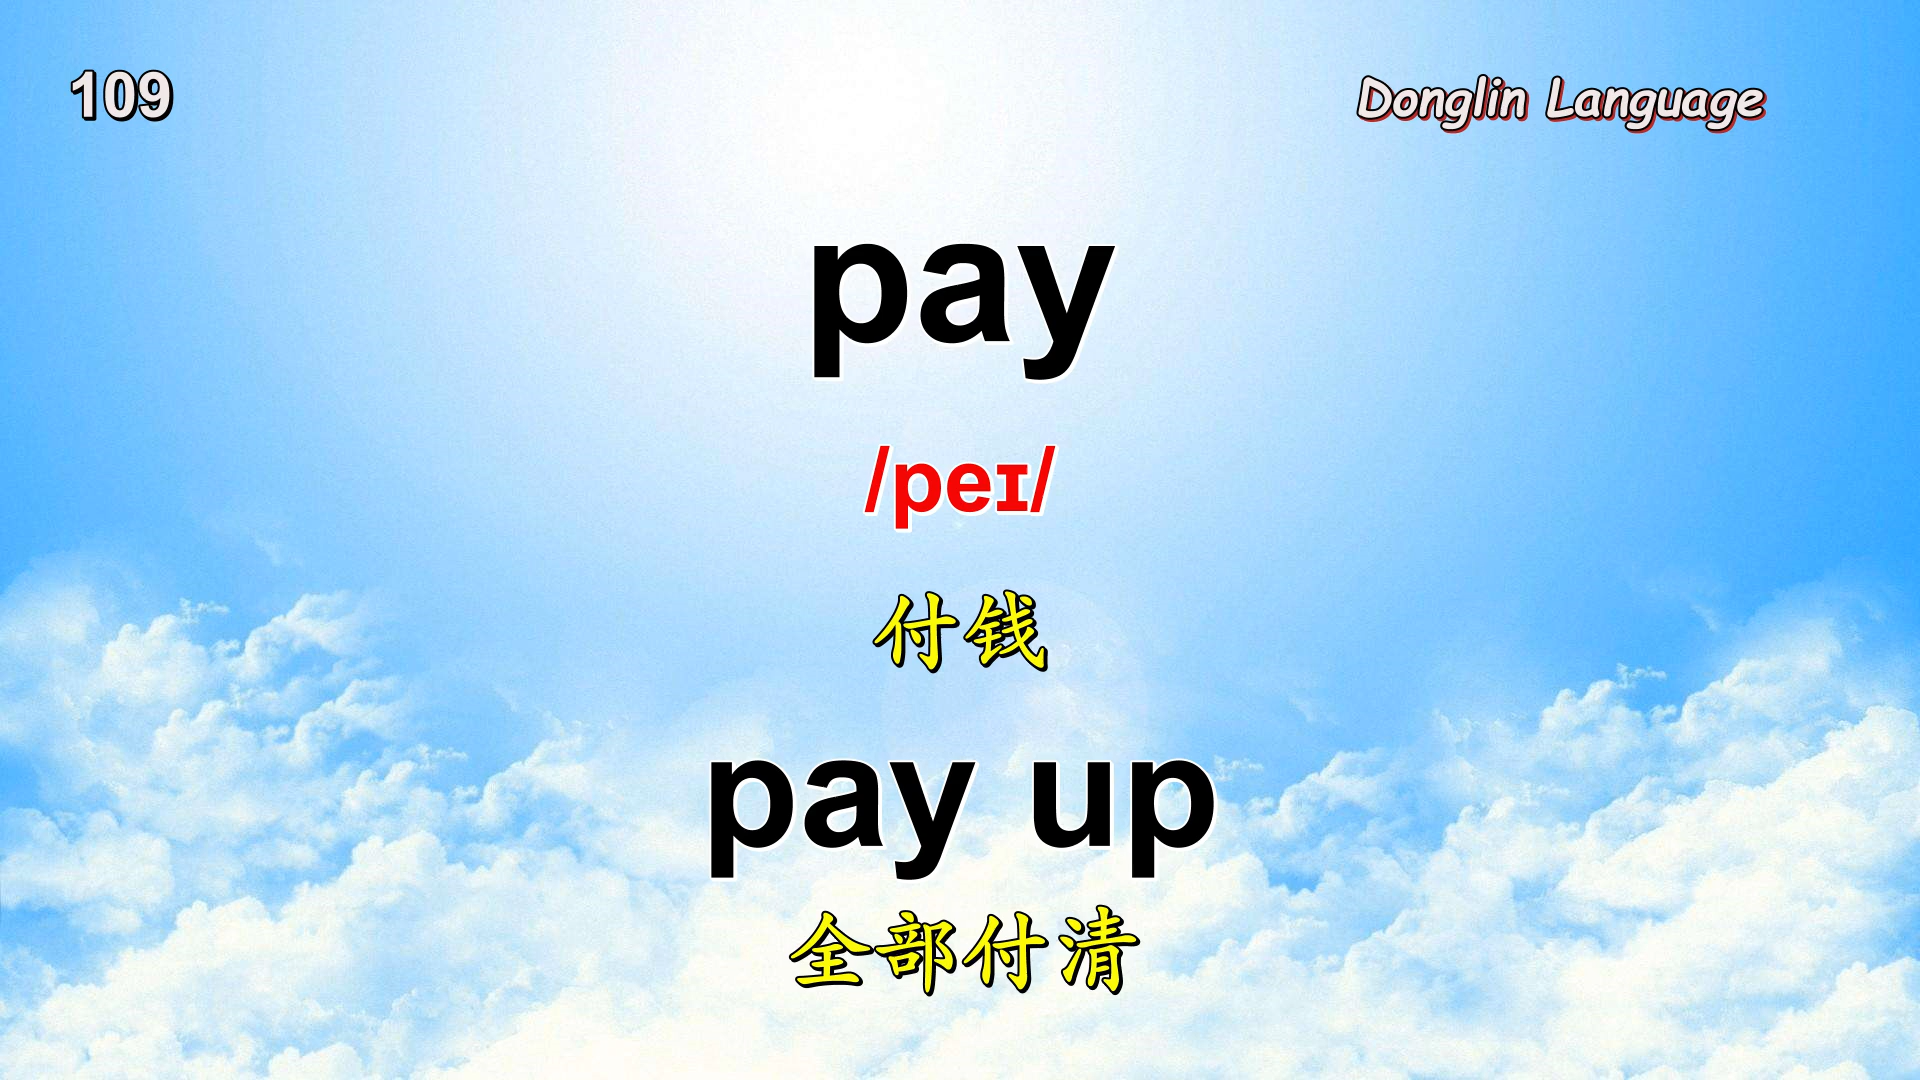 109
Donglin Language
pay
/peɪ/
付钱
pay up
全部付清